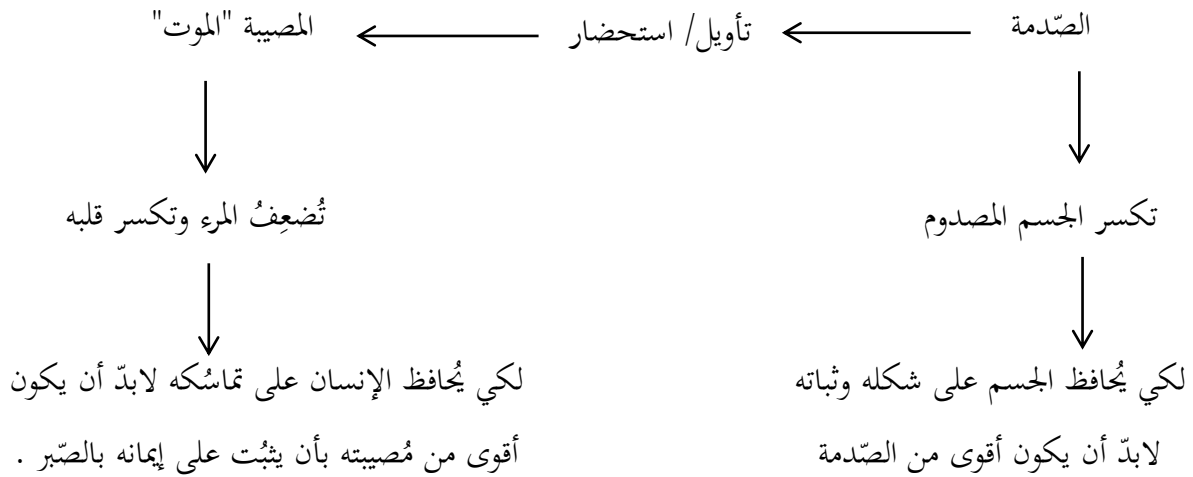 الصّدمة
تأويل/ استحضار
المصيبة "الموت"
تكسر الجسم المصدوم
تُضعِفُ المرء وتكسر قلبه
لكي يُحافظ الجسم على شكله وثباته
لابدّ أن يكون أقوى من الصّدمة
لكي يُحافظ الإنسان على تماسُكه لابدّ أن يكون
أقوى من مُصيبته بأن يثبُت على إيمانه بالصّبر .